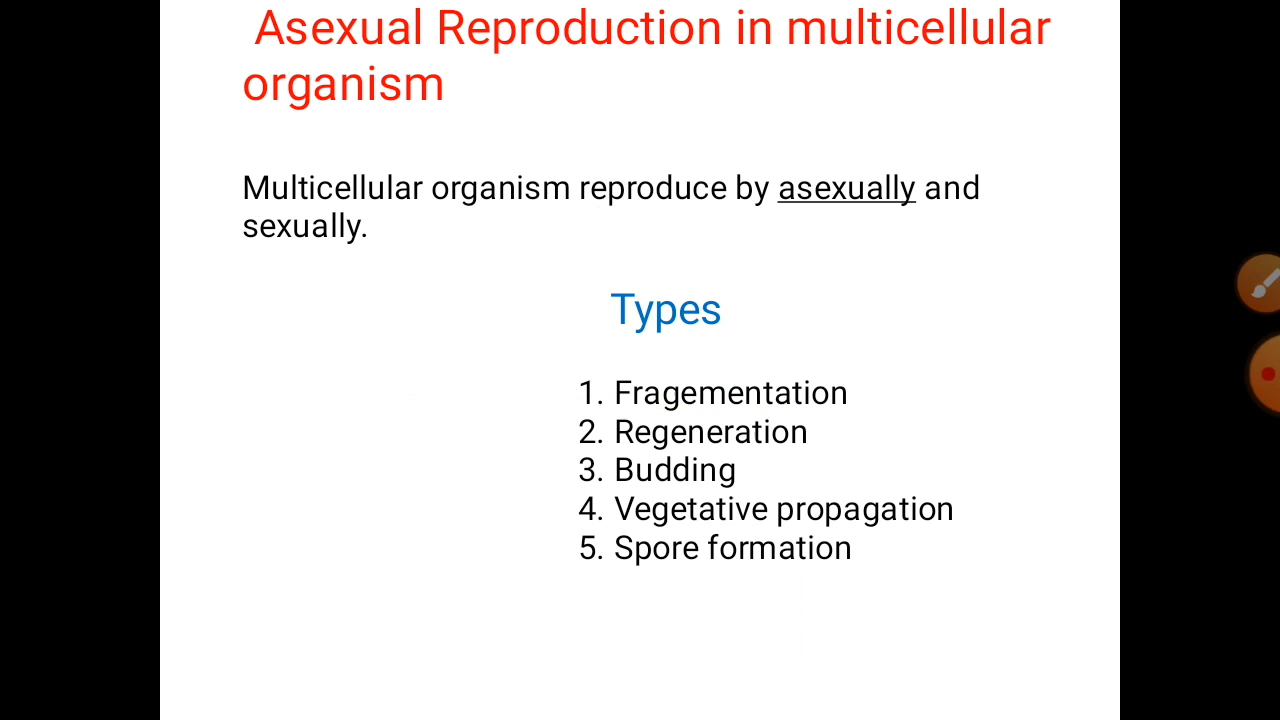 Asexual Reproduction in multicellular
organism
Multicellular organism reproduce by asexually and
sexually.
Types
1. Fragementation
2. Regeneration
3. Budding
4. Vegetative propagation
5. Spore formation